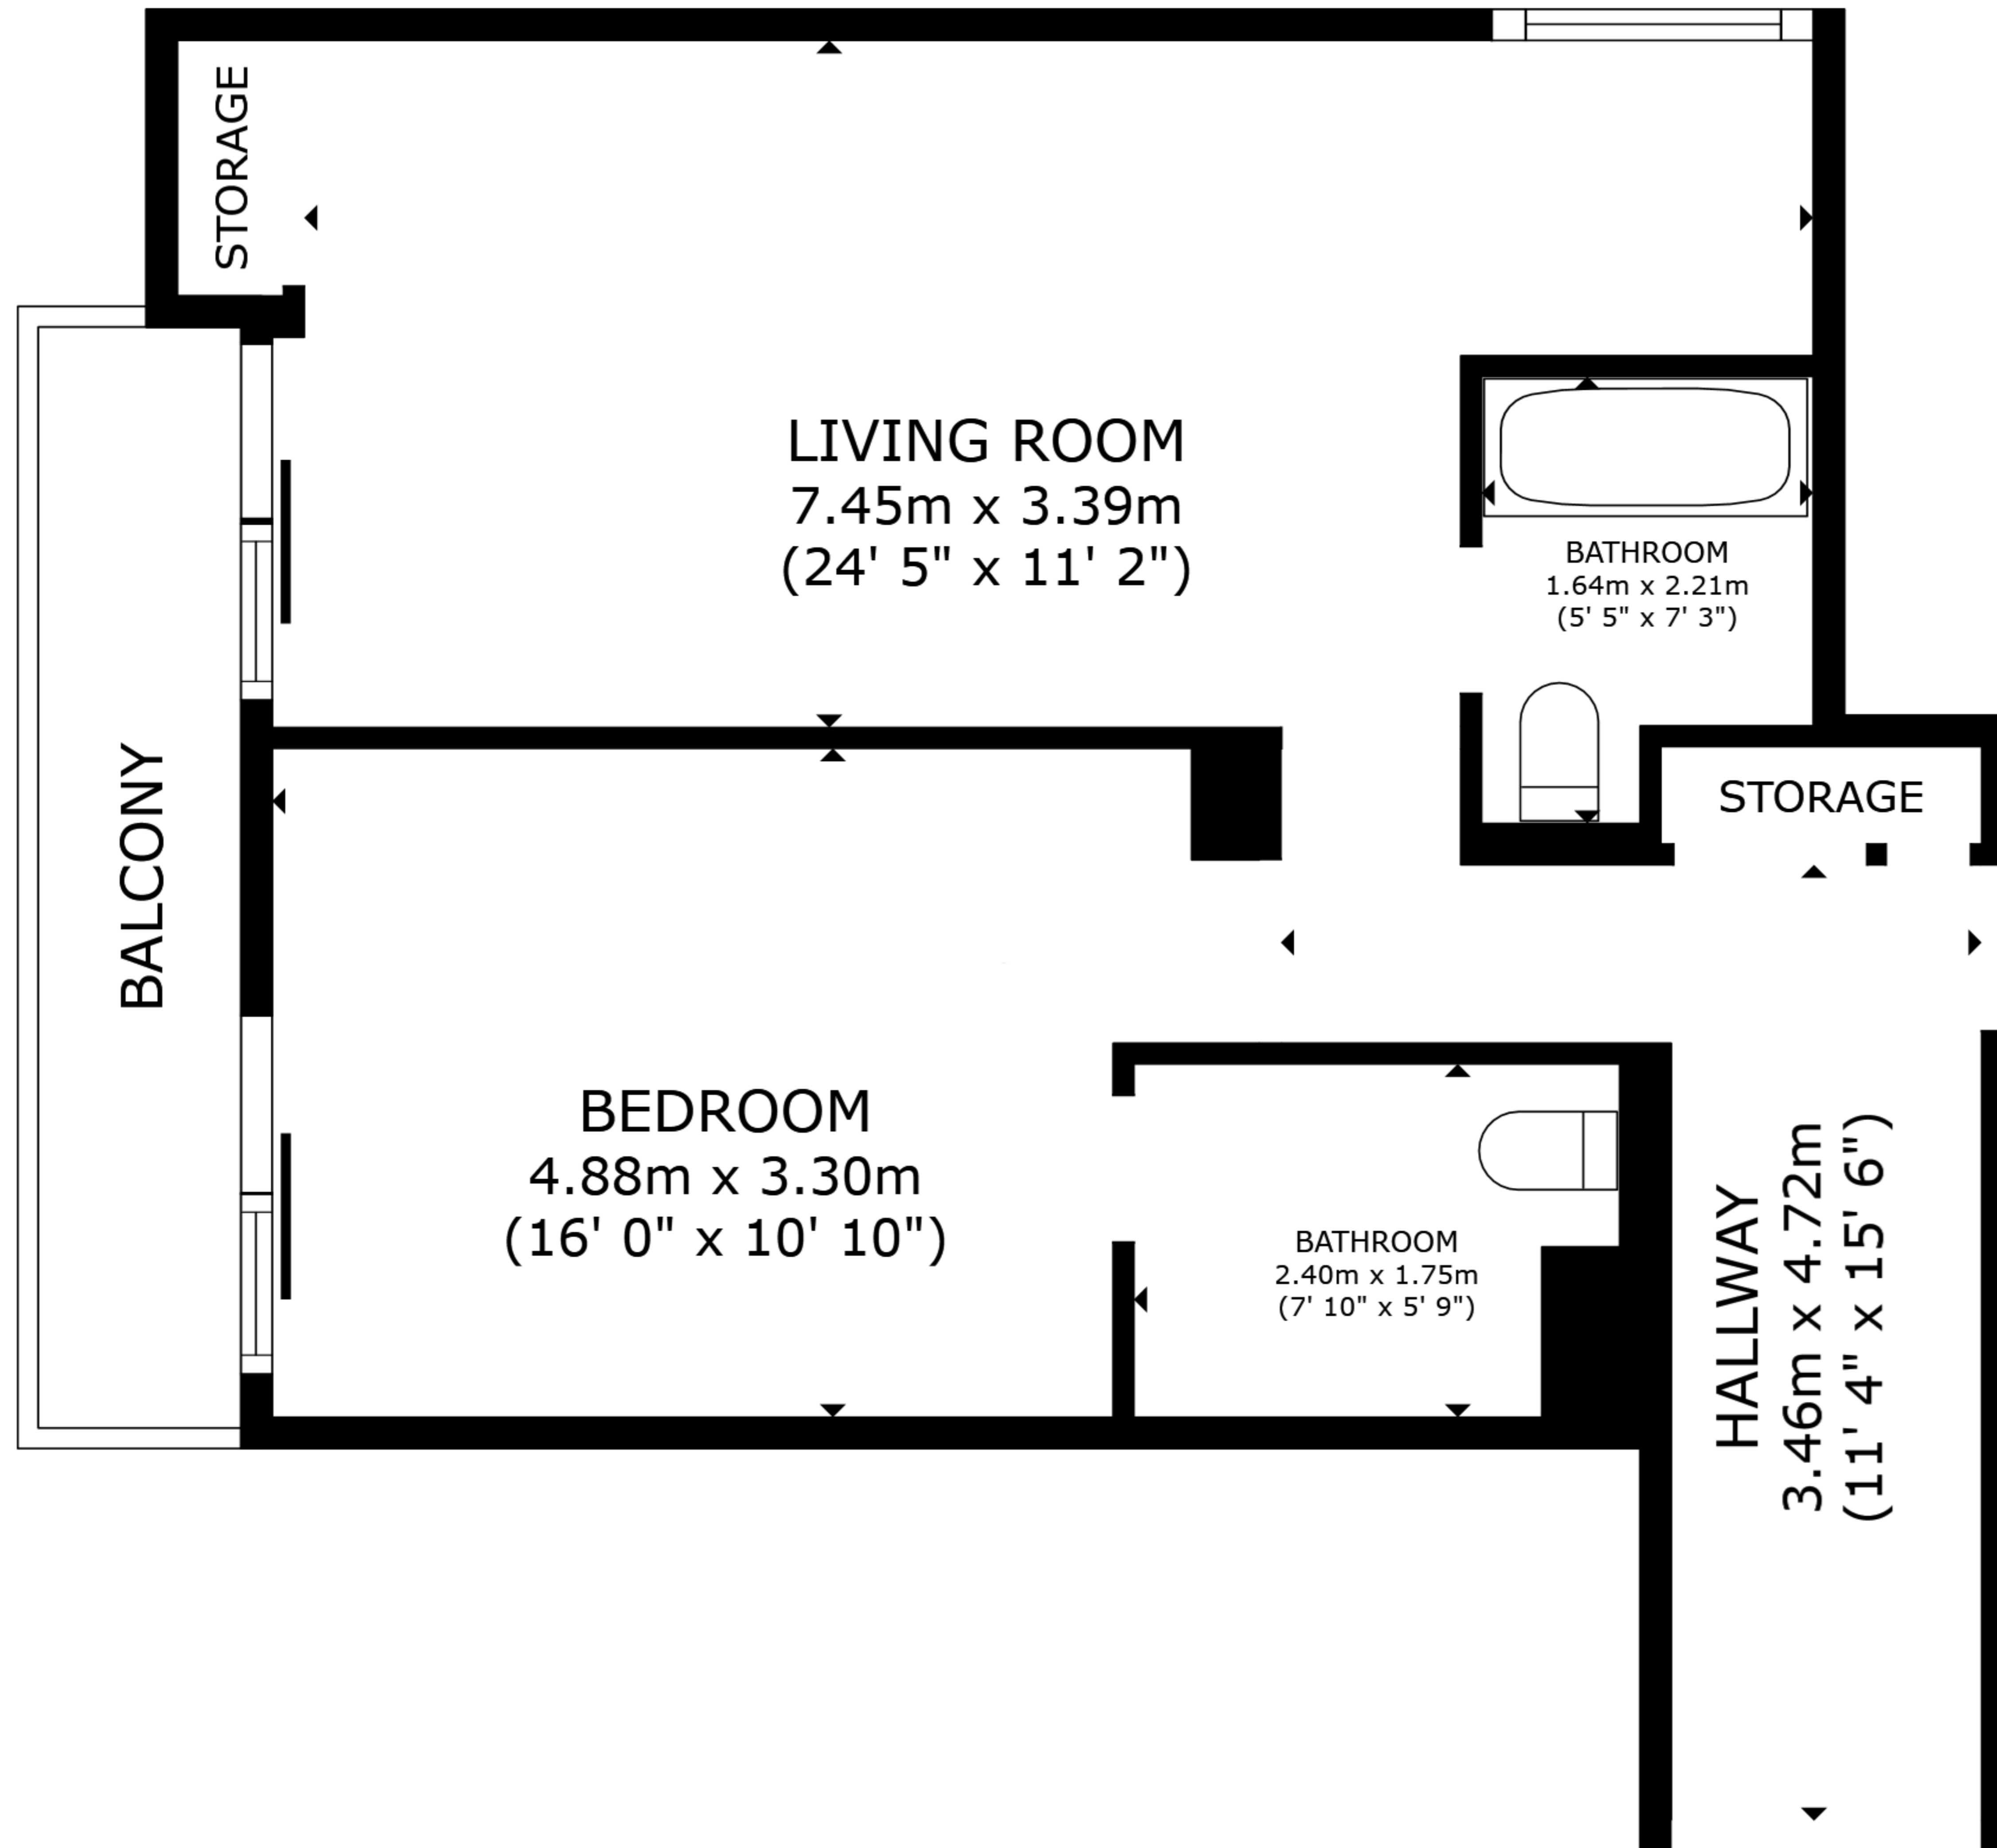 STORAGE
LIVING ROOM
7.45m x 3.39m
(24' 5" x 11' 2")
BATHROOM
1.64m x 2.21m
(5' 5" x 7' 3")
STORAGE
BALCONY
BEDROOM
4.88m x 3.30m
(16' 0" x 10' 10")
BATHROOM
2.40m x 1.75m
(7' 10" x 5' 9")
HALLWAY
3.46m x 4.72m
(11' 4" x 15' 6")